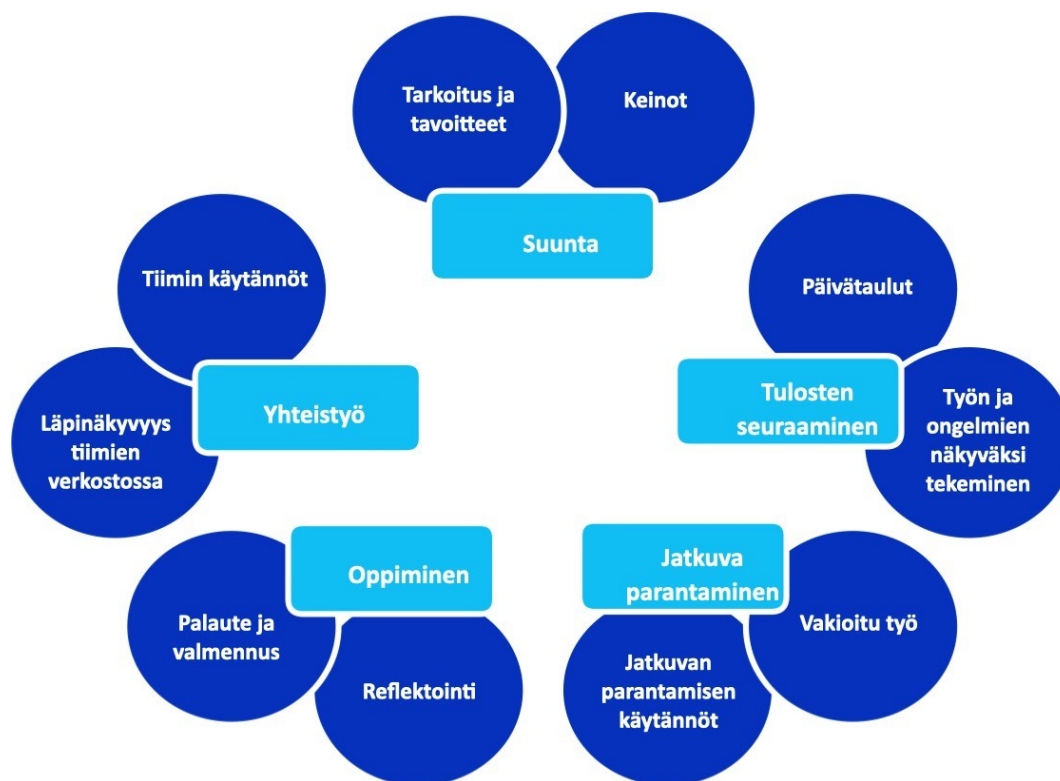 Tarkoitus ja
tavoitteet
Keinot
Suunta
Tiimin käytännöt
Läpinäkyvyys
tiimien
verkostossa
Yhteistyö
Päivätaulut
Työn ja
ongelmien
näkyväksi
tekeminen
Tulosten
seuraaminen
Oppiminen
Palaute ja
valmennus
Reflektointi
Jatkuva
parantaminen
Vakioitu työ
Jatkuvan
parantamisen
käytännöt